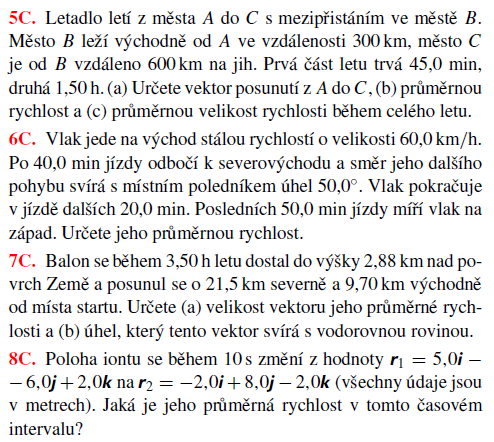 5C. Letadlo letí z města A do C s mezipřistáním ve městě B.
Město B leží východně od A ve vzdálenosti 300 km, město C
je od B vzdáleno 600 km na jih. Prvá část letu trvá 45,0 min,
druhá 1,50 h. (a) Určete vektor posunutí z A do C, (b) průměrnou
rychlost a (c) průměrnou velikost rychlosti během celého letu.
6C. Vlak jede na východ stálou rychlostí o velikosti 60,0 km/h.
Po 40,0 min jízdy odbočí k severovýchodu a směr jeho dalšího
pohybu svírá s místním poledníkem úhel 50,0°. Vlak pokračuje
v jízdě dalších 20,0 min. Posledních 50,0 min jízdy míří vlak na
západ. Určete jeho průměrnou rychlost.
7C. Balon se během 3,50 h letu dostal do výšky 2,88 km nad po-
vrch Země a posunul se o 21,5 km severně a 9,70 km východně
od místa startu. Určete (a) velikost vektoru jeho průměrné rych-
losti a (b) úhel, který tento vektor svírá s vodorovnou rovinou.
8C. Poloha iontu se během 10 s změní z hodnoty r₁ = 5,0i −
− 6,0j + 2,0k na r₂ = −2,0i + 8,0j − 2,0k (všechny údaje jsou
v metrech). Jaká je jeho průměrná rychlost v tomto časovém
intervalu?